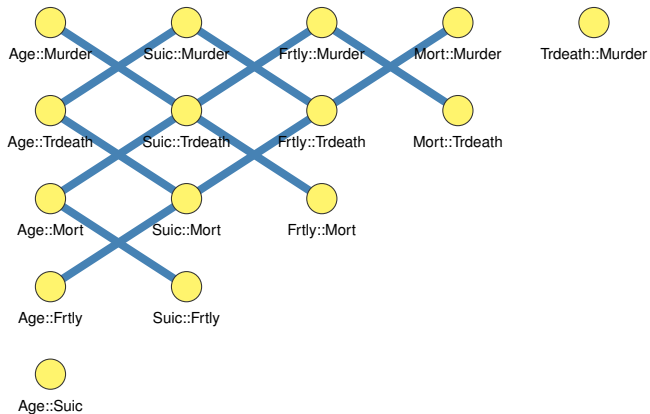 Age::Murder
Suic::Murder
Frtly::Murder
Mort::Murder
Trdeath::Murder
Age::Trdeath
Suic::Trdeath
Frtly::Trdeath
Mort::Trdeath
Age::Mort
Suic::Mort
Frtly::Mort
Age::Frtly
Suic::Frtly
Age::Suic